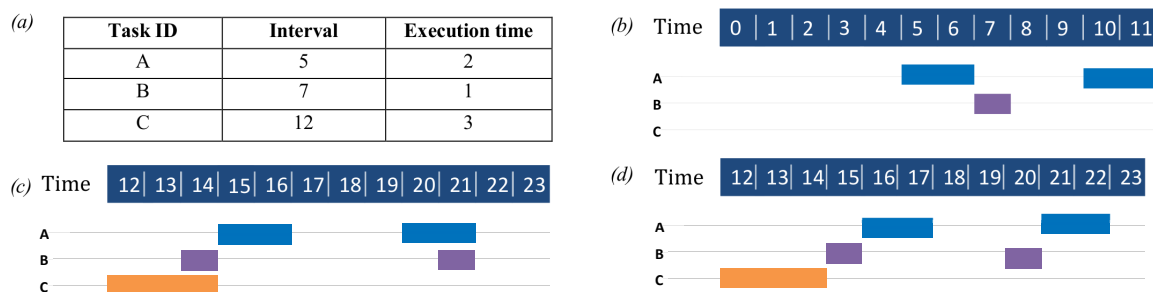 (a)
Task ID Interval Execution time
A 5 2
B 7 1
C 12 3
(b) Time 0 1 2 3 4 5 6 7 8 9 10 11
A
B
C
(c) Time 12 13 14 15 16 17 18 19 20 21 22 23
A
B
C
(d) Time 12 13 14 15 16 17 18 19 20 21 22 23
A
B
C